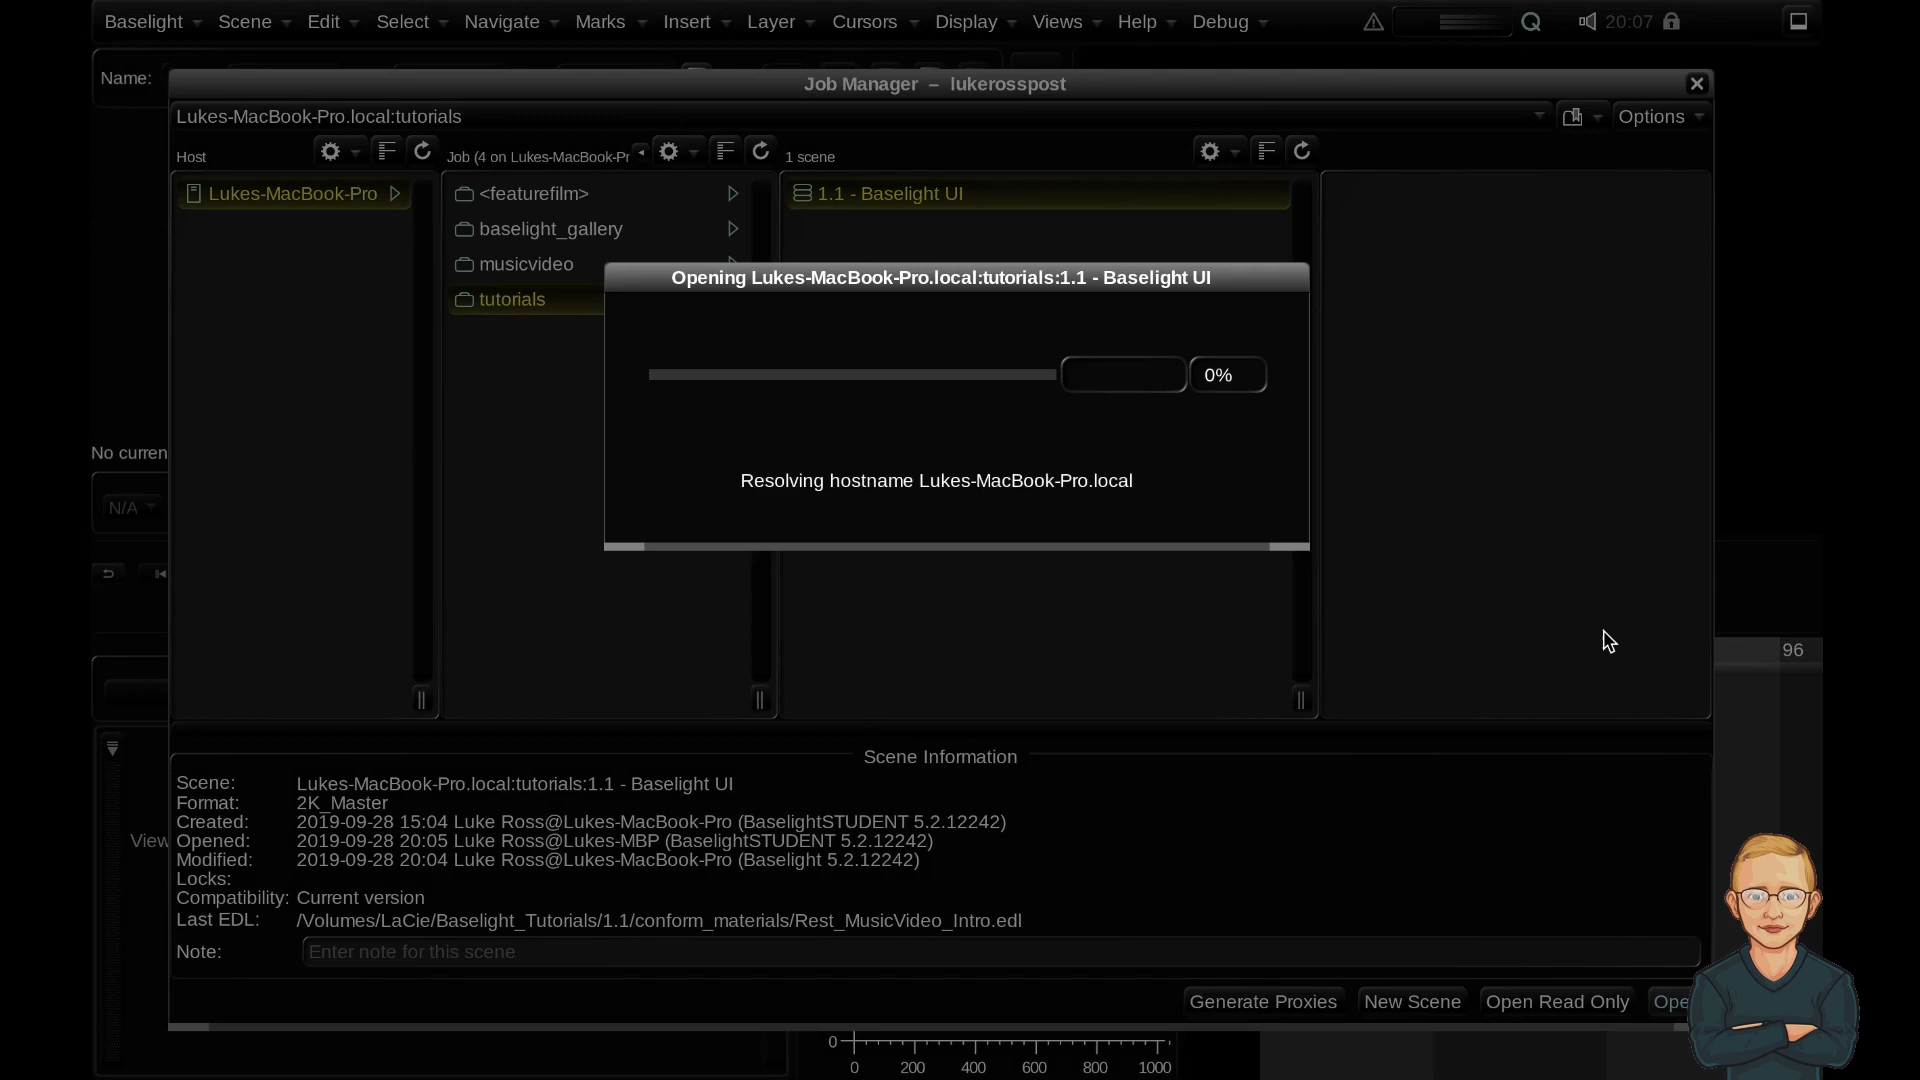 Baselight Scene Edit Select Navigate Marks Insert Layer Cursors Display Views Help Debug 20:07
Name:
Job Manager – lukerosspost
Lukes-MacBook-Pro.local:tutorials Options
Host Job (4 on Lukes-MacBook-Pr 1 scene
Lukes-MacBook-Pro <featurefilm> 1.1 - Baselight UI
baselight_gallery
musicvideo
tutorials
Opening Lukes-MacBook-Pro.local:tutorials:1.1 - Baselight UI
0%
Resolving hostname Lukes-MacBook-Pro.local
No curren
N/A
96
View
Scene Information
Scene: Lukes-MacBook-Pro.local:tutorials:1.1 - Baselight UI
Format: 2K_Master
Created: 2019-09-28 15:04 Luke Ross@Lukes-MacBook-Pro (BaselightSTUDENT 5.2.12242)
Opened: 2019-09-28 20:05 Luke Ross@Lukes-MBP (BaselightSTUDENT 5.2.12242)
Modified: 2019-09-28 20:04 Luke Ross@Lukes-MacBook-Pro (Baselight 5.2.12242)
Locks:
Compatibility: Current version
Last EDL: /Volumes/LaCie/Baselight_Tutorials/1.1/conform_materials/Rest_MusicVideo_Intro.edl
Note: Enter note for this scene
Generate Proxies New Scene Open Read Only Ope
0
0 200 400 600 800 1000